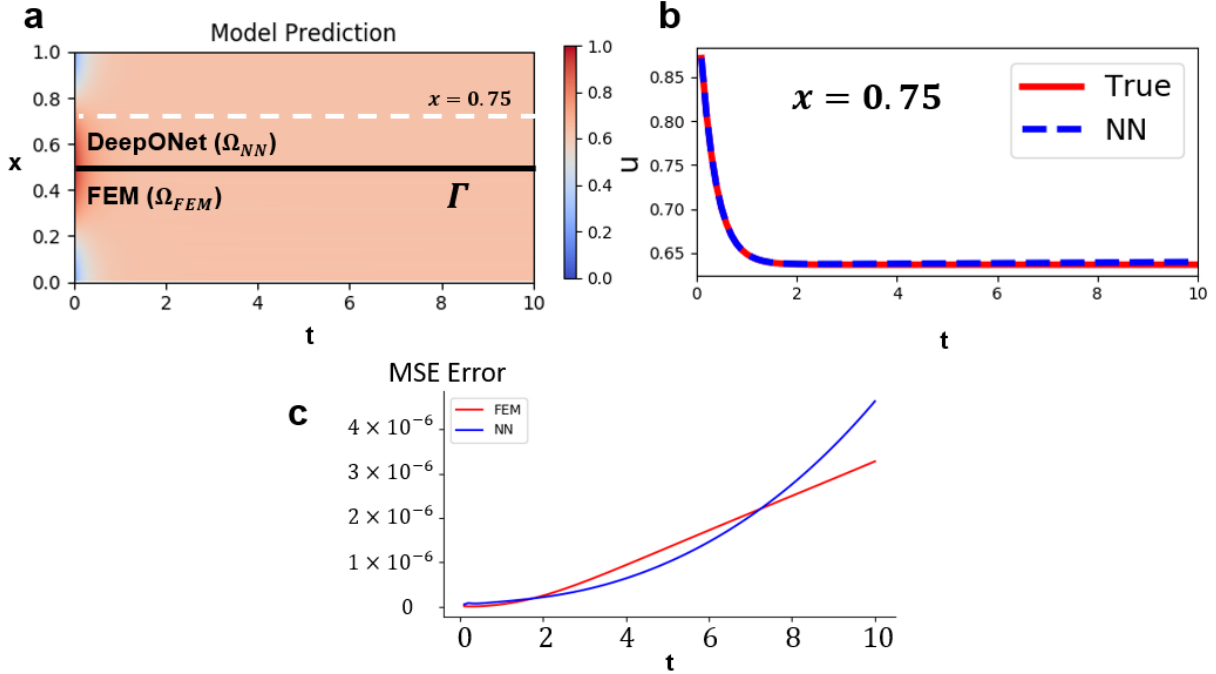 a
Model Prediction
1.0
0.8
0.6
0.4
0.2
0.0
x
x = 0.75
DeepONet (Ω_NN)
FEM (Ω_FEM)
Γ
0 2 4 6 8 10
t
1.0
0.8
0.6
0.4
0.2
0.0
b
0.85
0.80
0.75
0.70
0.65
u
x = 0.75
True
NN
0 2 4 6 8 10
t
c
MSE Error
FEM
NN
4 × 10⁻⁶
3 × 10⁻⁶
2 × 10⁻⁶
1 × 10⁻⁶
0
0 2 4 6 8 10
t